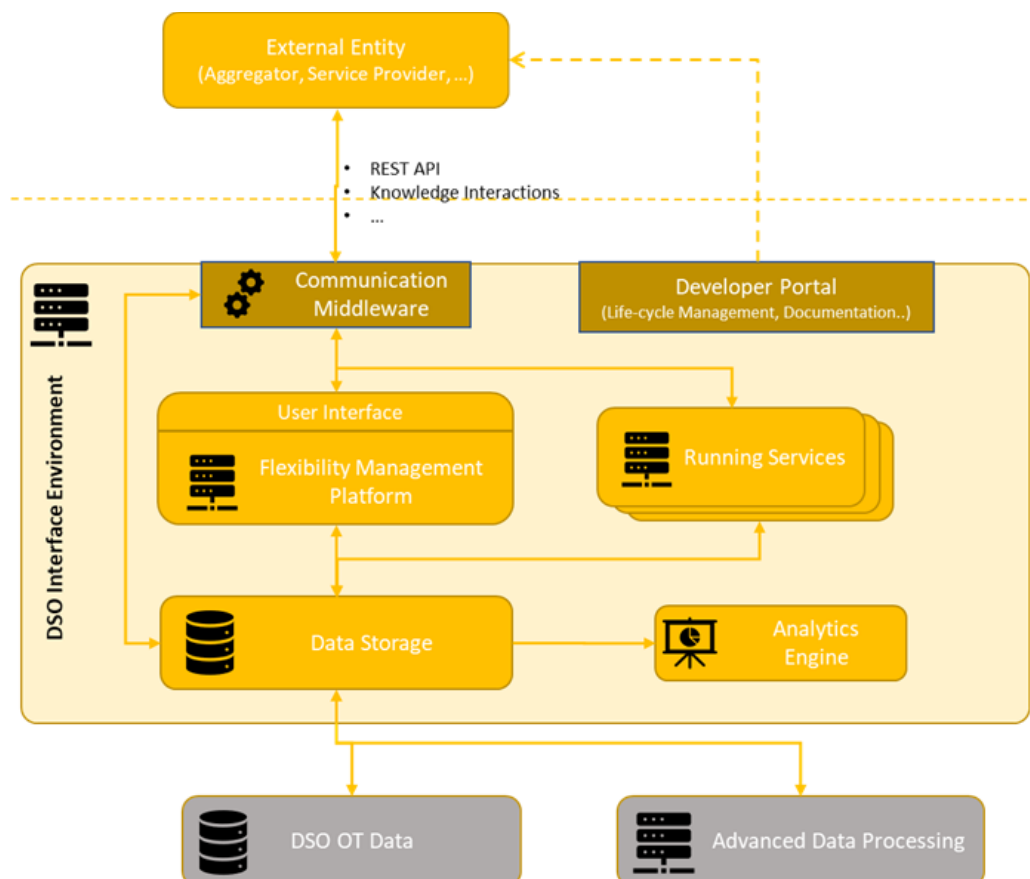 External Entity
(Aggregator, Service Provider, ...)
• REST API
• Knowledge Interactions
• ...
Communication
Middleware
Developer Portal
(Life-cycle Management, Documentation..)
DSO Interface Environment
User Interface
Flexibility Management
Platform
Running Services
Data Storage
Analytics
Engine
DSO OT Data
Advanced Data Processing